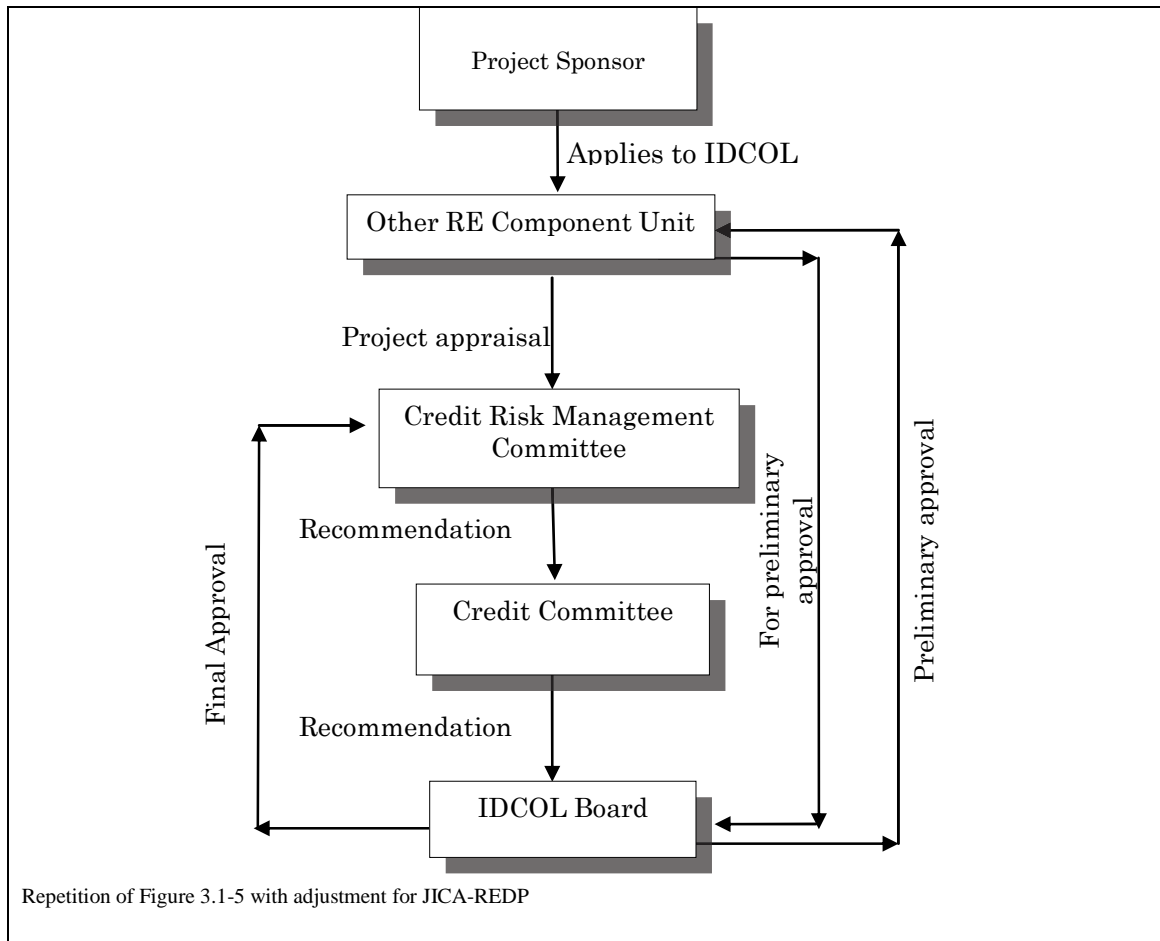 Project Sponsor
Applies to IDCOL
Other RE Component Unit
Project appraisal
Credit Risk Management
Committee
Recommendation
Credit Committee
Recommendation
IDCOL Board
Final Approval
For preliminary
approval
Preliminary approval
Repetition of Figure 3.1-5 with adjustment for JICA-REDP